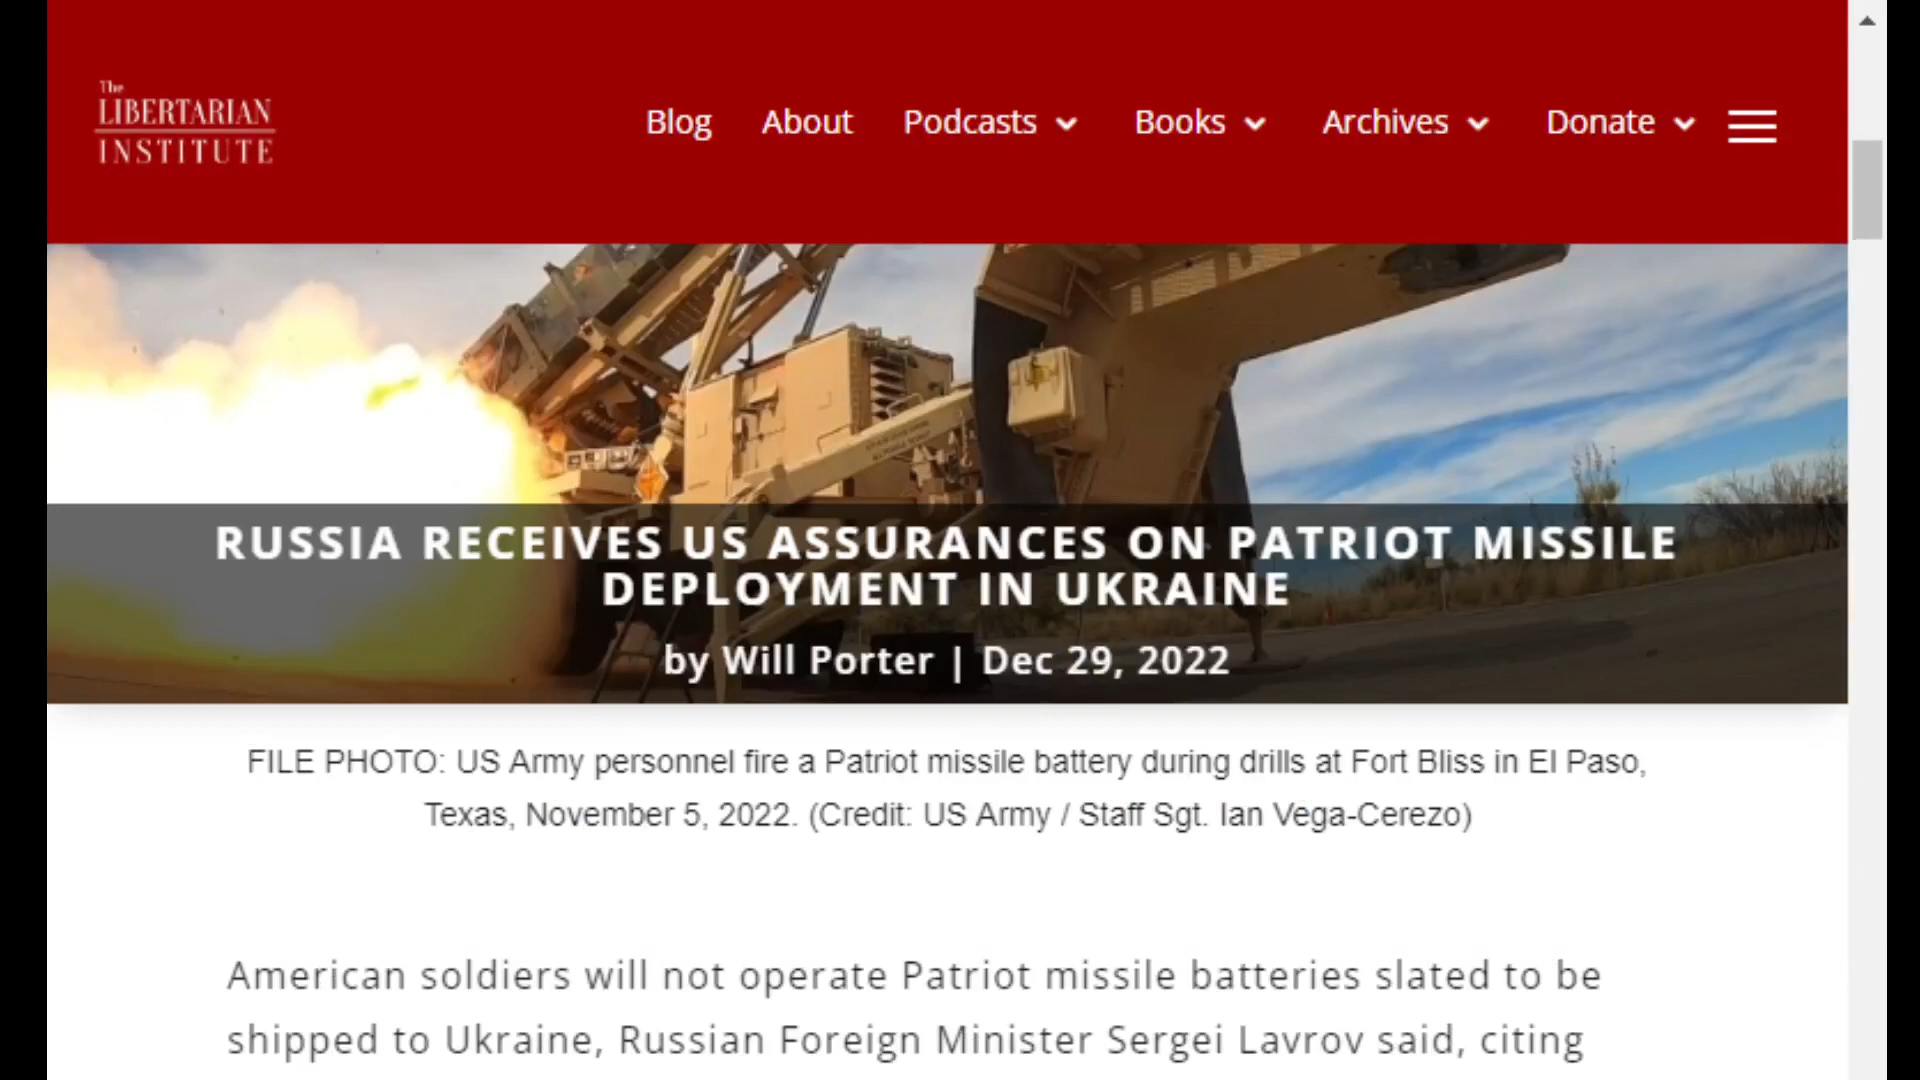 The
LIBERTARIAN
INSTITUTE
Blog About Podcasts Books Archives Donate
RUSSIA RECEIVES US ASSURANCES ON PATRIOT MISSILE
DEPLOYMENT IN UKRAINE
by Will Porter | Dec 29, 2022
FILE PHOTO: US Army personnel fire a Patriot missile battery during drills at Fort Bliss in El Paso,
Texas, November 5, 2022. (Credit: US Army / Staff Sgt. Ian Vega-Cerezo)
American soldiers will not operate Patriot missile batteries slated to be
shipped to Ukraine, Russian Foreign Minister Sergei Lavrov said, citing